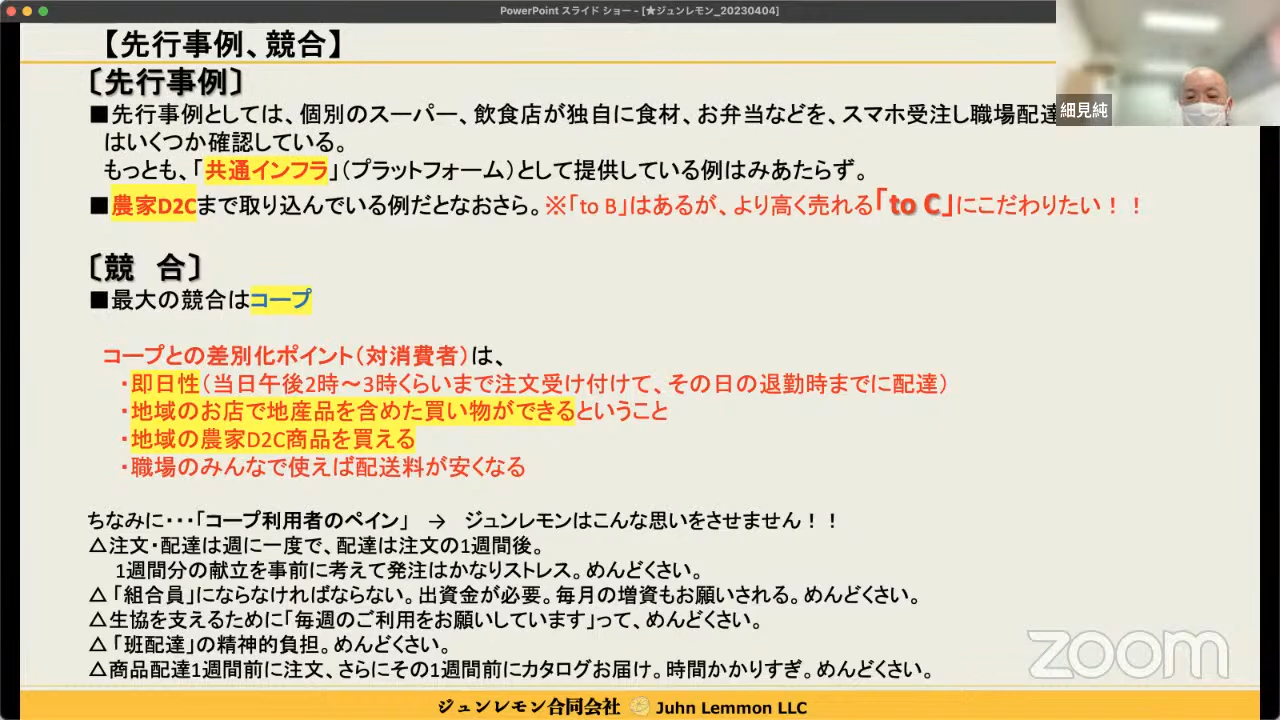 PowerPoint スライド ショー - [★ジュンレモン_20230404]
【先行事例、競合】
〔先行事例〕
■先行事例としては、個別のスーパー、飲食店が独自に食材、お弁当などを、スマホ受注し職場配達
はいくつか確認している。
もっとも、「共通インフラ」（プラットフォーム）として提供している例はみあたらず。
■農家D2Cまで取り込んでいる例だとなおさら。※「to B」はあるが、より高く売れる「to C」にこだわりたい！！
〔競　合〕
■最大の競合はコープ
コープとの差別化ポイント（対消費者）は、
・即日性（当日午後2時～3時くらいまで注文受け付けて、その日の退勤時までに配達）
・地域のお店で地産品を含めた買い物ができるということ
・地域の農家D2C商品を買える
・職場のみんなで使えば配送料が安くなる
ちなみに・・・「コープ利用者のペイン」　→　ジュンレモンはこんな思いをさせません！！
△注文・配達は週に一度で、配達は注文の1週間後。
1週間分の献立を事前に考えて発注はかなりストレス。めんどくさい。
△「組合員」にならなければならない。出資金が必要。毎月の増資もお願いされる。めんどくさい。
△生協を支えるために「毎週のご利用をお願いしています」って、めんどくさい。
△「班配達」の精神的負担。めんどくさい。
△商品配達1週間前に注文、さらにその1週間前にカタログお届け。時間かかりすぎ。めんどくさい。
ジュンレモン合同会社 Juhn Lemmon LLC
細見純
zoom